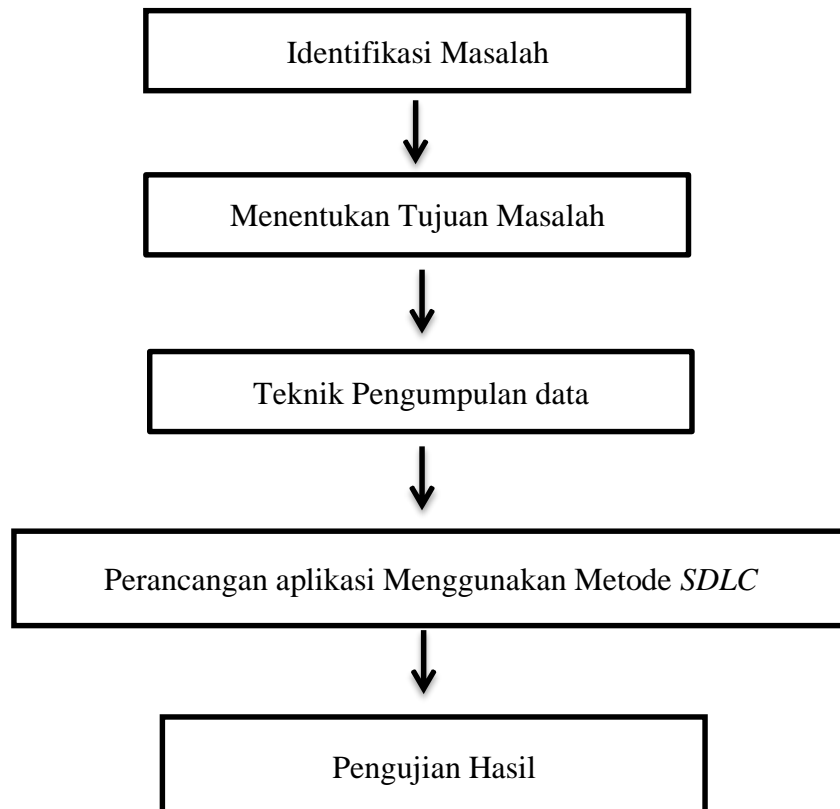 Identifikasi Masalah
Menentukan Tujuan Masalah
Teknik Pengumpulan data
Perancangan aplikasi Menggunakan Metode SDLC
Pengujian Hasil